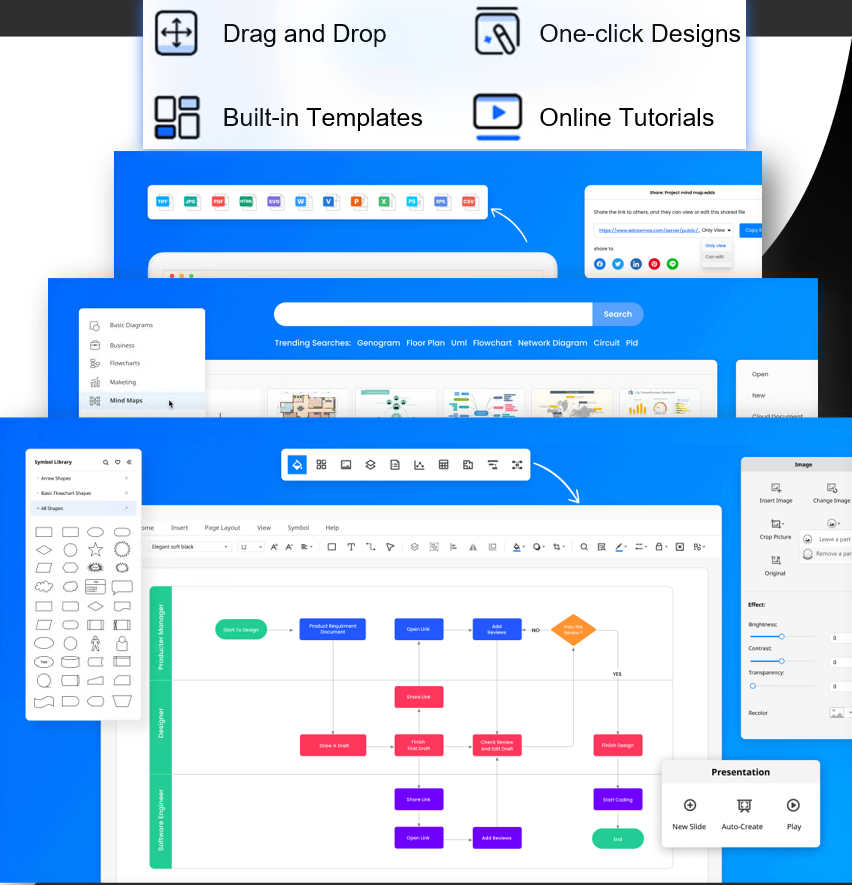 Drag and Drop
One-click Designs
Built-in Templates
Online Tutorials
TXT JPG PDF HTML SVG W V P X PS EPS CSV
Share: Project mind map.eddx
Share the link to others, and they can view or edit this shared file
https://www.edrawmax.com/server/public/..
Only View
Copy
Only view
Can edit
share to
Search
Trending Searches: Genogram Floor Plan Uml Flowchart Network Diagram Circuit Pid
Basic Diagrams
Business
Flowcharts
Maketing
Mind Maps
Open
New
Cloud Document
Symbol Library
Arrow Shapes
Basic Flowchart Shapes
AB Shapes
ome Insert Page Layout View Symbol Help
Elegant soft black 12
Producter Manager
Start To Design
Product Requirment
Document
Open Link
Add
Reviews
NO
Pass The
Review?
YES
Designer
Share Link
Draw A Draft
Finish
First Draft
Check Review
And Edit Draft
Finish Design
Software Engineer
Share Link
Start Coding
Open Link
Add Reviews
End
Image
Insert Image
Change Image
Crop Picture
Leave a part
Remove a par
Original
Effect:
Brightness:
0
Contrast:
0
Transparency:
0
Recolor
Presentation
New Slide
Auto-Create
Play